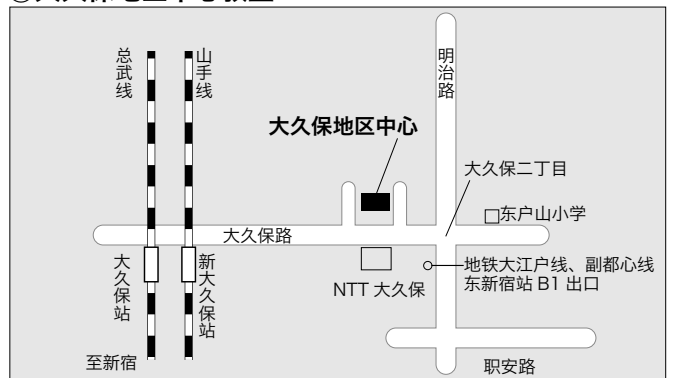 总武线
山手线
明治路
大久保地区中心
大久保二丁目
东户山小学
大久保路
大久保站
新大久保站
NTT 大久保
地铁大江户线、副都心线
东新宿站 B1 出口
至新宿
职安路